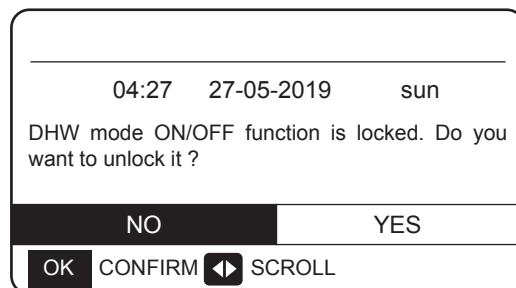 04:27 27-05-2019 sun
DHW mode ON/OFF function is locked. Do you
want to unlock it ?
NO YES
OK CONFIRM SCROLL